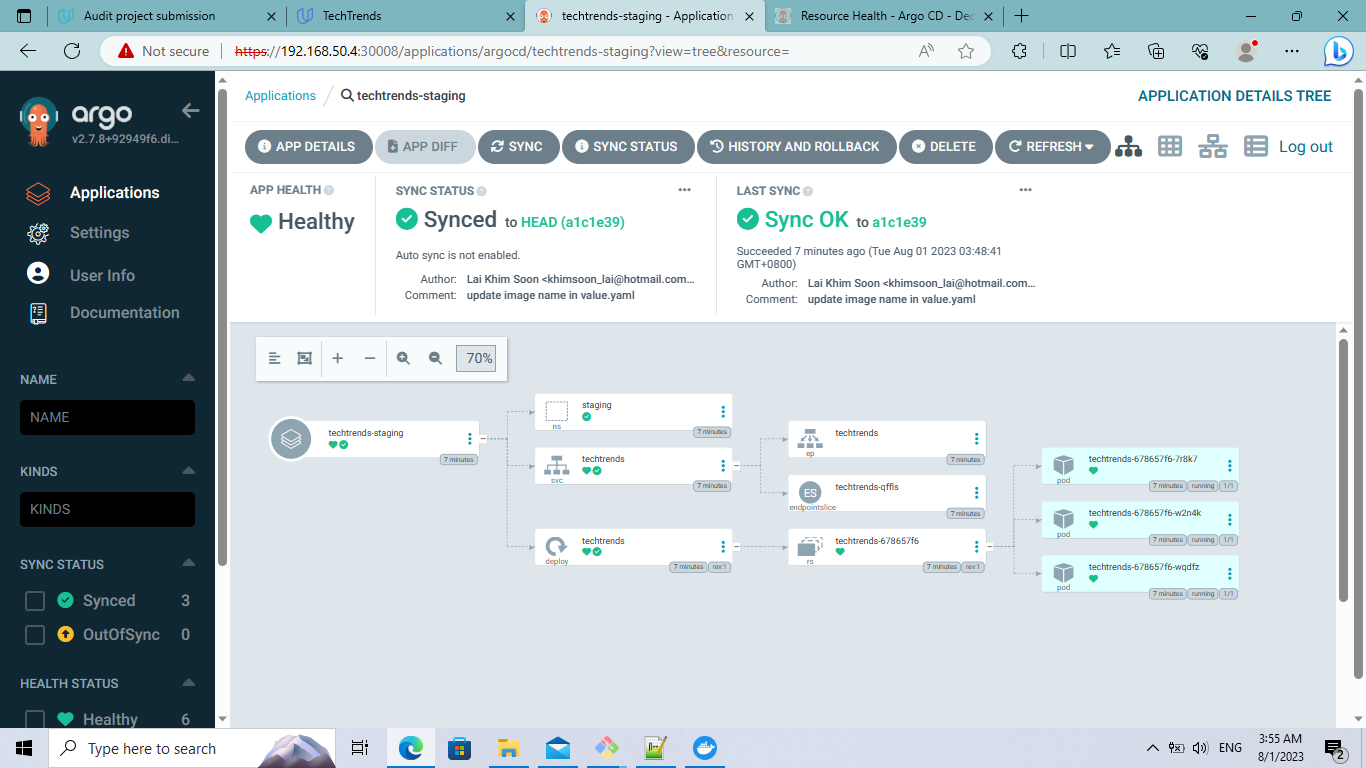 Audit project submission
TechTrends
techtrends-staging - Application
Resource Health - Argo CD - Dec
Not secure
https://192.168.50.4:30008/applications/argocd/techtrends-staging?view=tree&resource=
argo
v2.7.8+92949f6.di...
Applications
Settings
User Info
Documentation
NAME
NAME
KINDS
KINDS
SYNC STATUS
Synced 3
OutOfSync 0
HEALTH STATUS
Healthy 6
Applications
techtrends-staging
APPLICATION DETAILS TREE
APP DETAILS
APP DIFF
SYNC
SYNC STATUS
HISTORY AND ROLLBACK
DELETE
REFRESH
Log out
APP HEALTH
Healthy
SYNC STATUS
Synced to HEAD (a1c1e39)
Auto sync is not enabled.
Author: Lai Khim Soon <khimsoon_lai@hotmail.com...
Comment: update image name in value.yaml
LAST SYNC
Sync OK to a1c1e39
Succeeded 7 minutes ago (Tue Aug 01 2023 03:48:41
GMT+0800)
Author: Lai Khim Soon <khimsoon_lai@hotmail.com...
Comment: update image name in value.yaml
70%
techtrends-staging
7 minutes
staging
ns
7 minutes
techtrends
svc
7 minutes
techtrends
deploy
7 minutes rev:1
techtrends
ep
7 minutes
ES
techtrends-qffls
endpointslice
7 minutes
techtrends-678657f6
rs
7 minutes rev:1
techtrends-678657f6-7r8k7
pod
7 minutes running 1/1
techtrends-678657f6-w2n4k
pod
7 minutes running 1/1
techtrends-678657f6-wqdfz
pod
7 minutes running 1/1
Type here to search
ENG
3:55 AM
8/1/2023
2